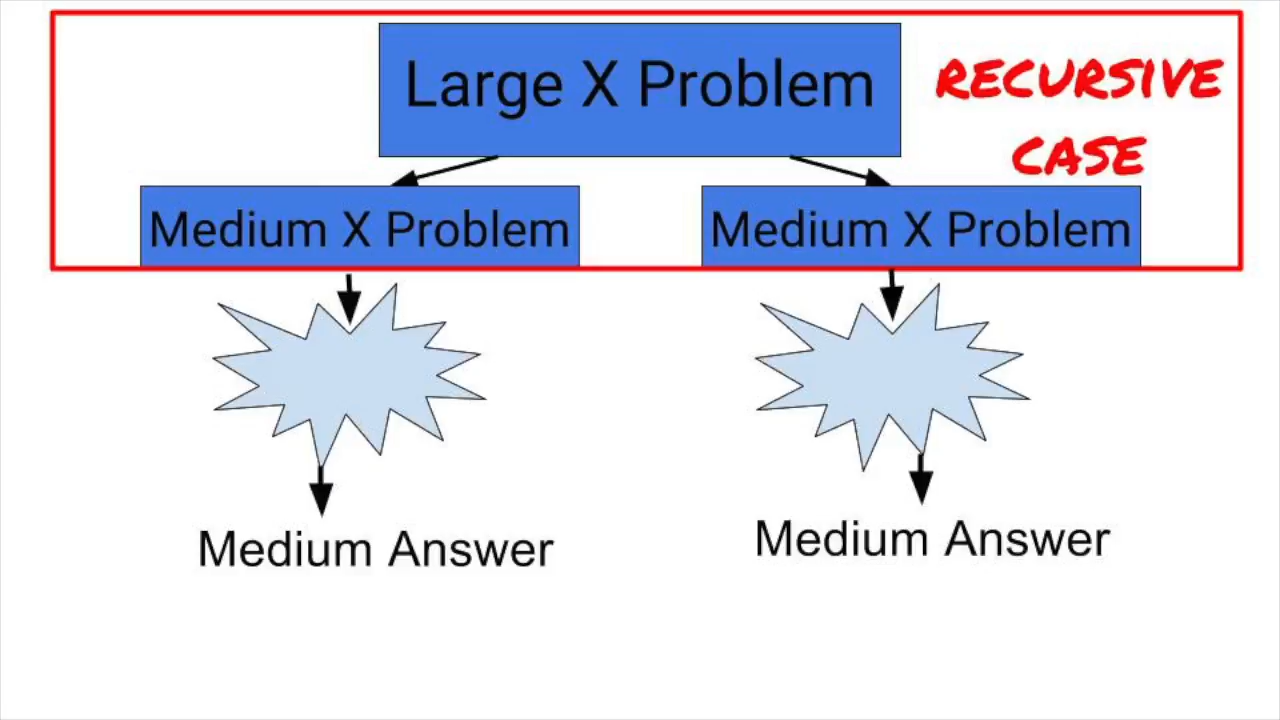 Large X Problem
RECURSIVE
CASE
Medium X Problem
Medium X Problem
Medium Answer
Medium Answer